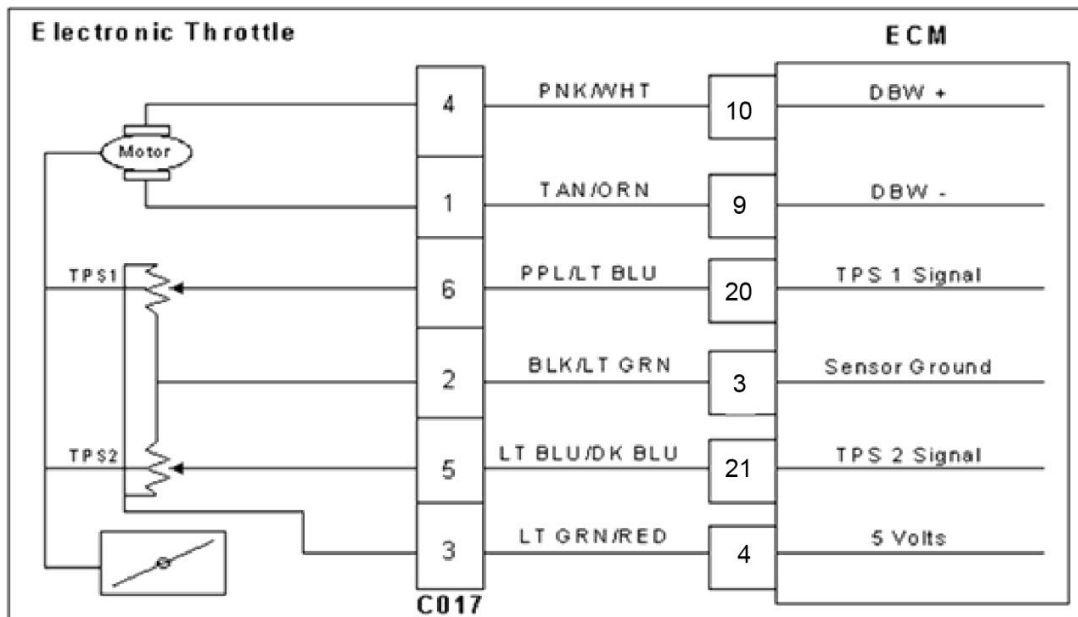 Electronic Throttle
ECM
4 PNK/WHT 10 DBW +
Motor
1 TAN/ORN 9 DBW -
TPS1 6 PPL/LT BLU 20 TPS 1 Signal
2 BLK/LT GRN 3 Sensor Ground
TPS2 5 LT BLU/DK BLU 21 TPS 2 Signal
3 LT GRN/RED 4 5 Volts
C017